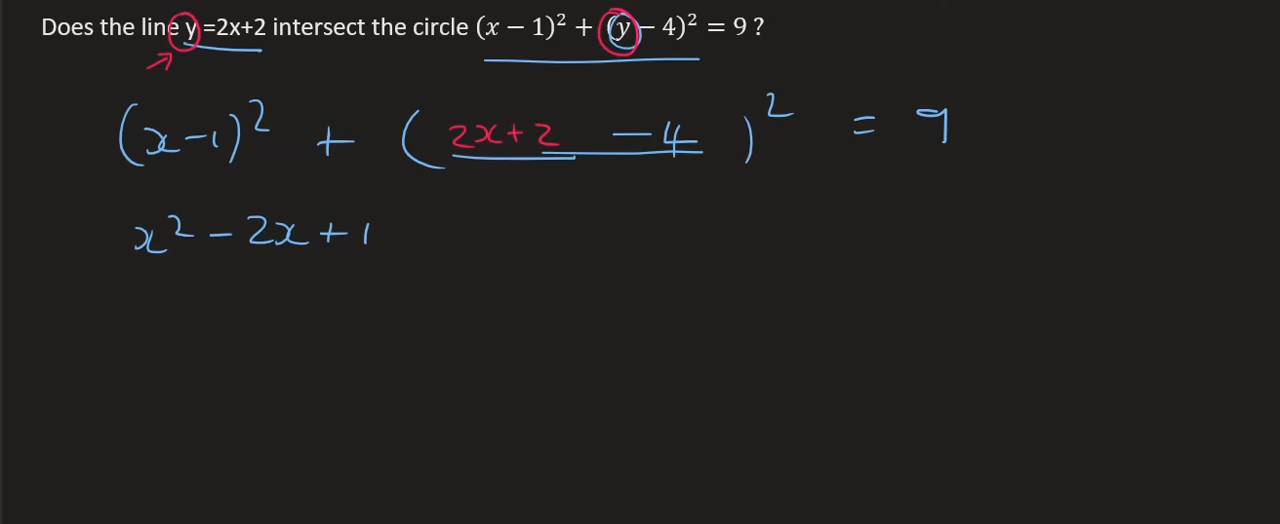 Does the line y =2x+2 intersect the circle (x − 1)² + (y − 4)² = 9 ?
(x − 1)² + ( 2x + 2 − 4 )² = 9
x² − 2x + 1